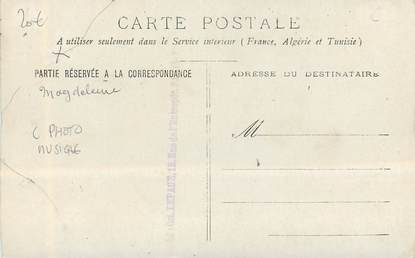 20€
C
CARTE POSTALE
A utiliser seulement dans le Service intérieur (France, Algérie et Tunisie)
PARTIE RÉSERVÉE A LA CORRESPONDANCE
ADRESSE DU DESTINATAIRE
Magdeleine
M
C PHOTO
MUSIQUE